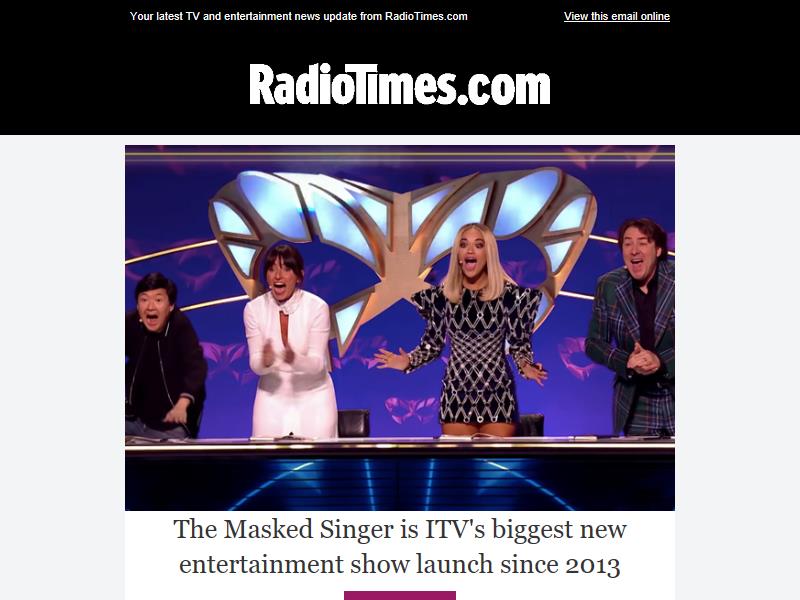 Your latest TV and entertainment news update from RadioTimes.com
View this email online
RadioTimes.com
The Masked Singer is ITV's biggest new
entertainment show launch since 2013